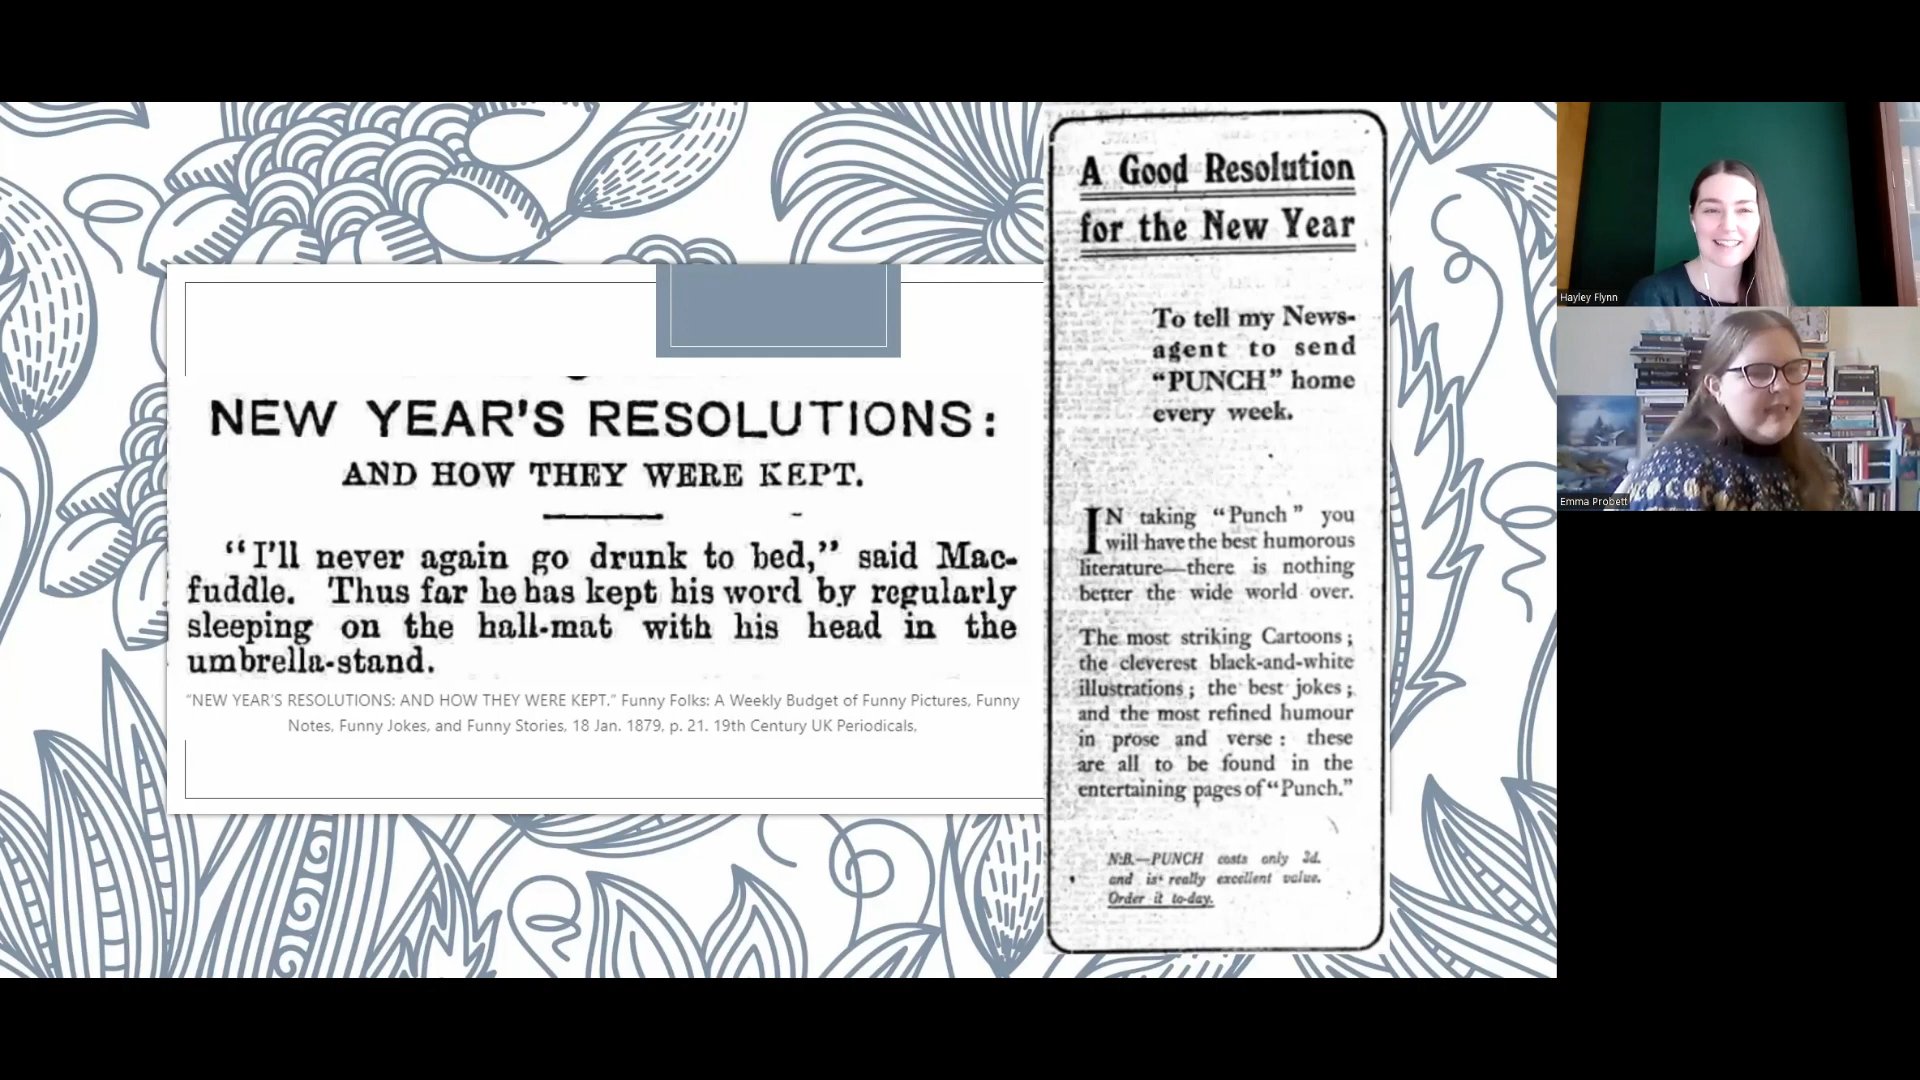 NEW YEAR'S RESOLUTIONS:
AND HOW THEY WERE KEPT.
“I'll never again go drunk to bed,” said Mac-
fuddle. Thus far he has kept his word by regularly
sleeping on the hall-mat with his head in the
umbrella-stand.
“NEW YEAR'S RESOLUTIONS: AND HOW THEY WERE KEPT.” Funny Folks: A Weekly Budget of Funny Pictures, Funny
Notes, Funny Jokes, and Funny Stories, 18 Jan. 1879, p. 21. 19th Century UK Periodicals,
A Good Resolution
for the New Year
To tell my News-
agent to send
“PUNCH” home
every week.
IN taking “Punch” you
will have the best humorous
literature—there is nothing
better the wide world over.
The most striking Cartoons;
the cleverest black-and-white
illustrations; the best jokes;
and the most refined humour
in prose and verse: these
are all to be found in the
entertaining pages of “Punch.”
N.B.—PUNCH costs only 3d.
and is really excellent value.
Order it to-day.
Hayley Flynn
Emma Probett